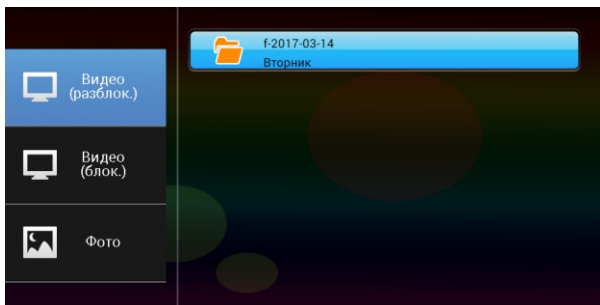 Видео
(разблок.)
Видео
(блок.)
Фото
f-2017-03-14
Вторник